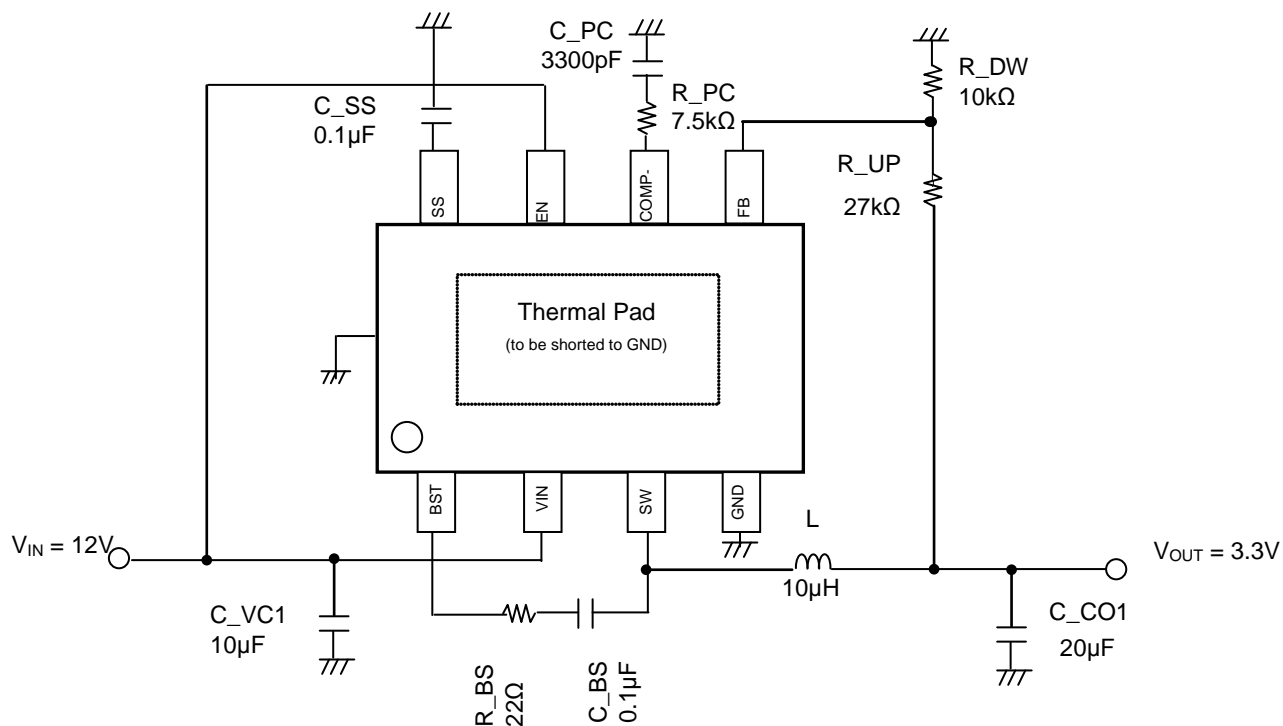 C_PC
3300pF
R_DW
10kΩ
C_SS
0.1µF
R_PC
7.5kΩ
R_UP
27kΩ
SS
EN
COMP-
FB
Thermal Pad
(to be shorted to GND)
BST
VIN
SW
GND
L
10µH
VIN = 12V
VOUT = 3.3V
C_VC1
10µF
C_CO1
20µF
R_BS
22Ω
C_BS
0.1µF